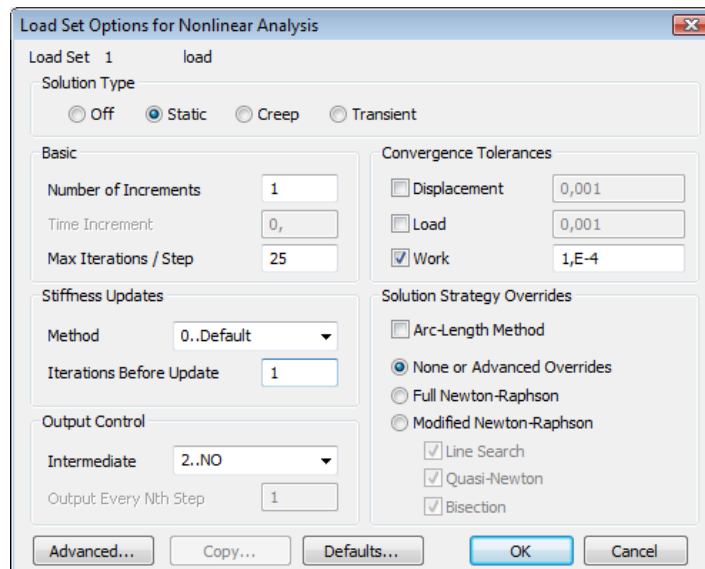 Load Set Options for Nonlinear Analysis
Load Set 1 load
Solution Type
Off Static Creep Transient
Basic
Number of Increments 1
Time Increment 0,
Max Iterations / Step 25
Convergence Tolerances
Displacement 0,001
Load 0,001
Work 1,E-4
Stiffness Updates
Method 0..Default
Iterations Before Update 1
Solution Strategy Overrides
Arc-Length Method
None or Advanced Overrides
Full Newton-Raphson
Modified Newton-Raphson
Line Search
Quasi-Newton
Bisection
Output Control
Intermediate 2..NO
Output Every Nth Step 1
Advanced... Copy... Defaults... OK Cancel